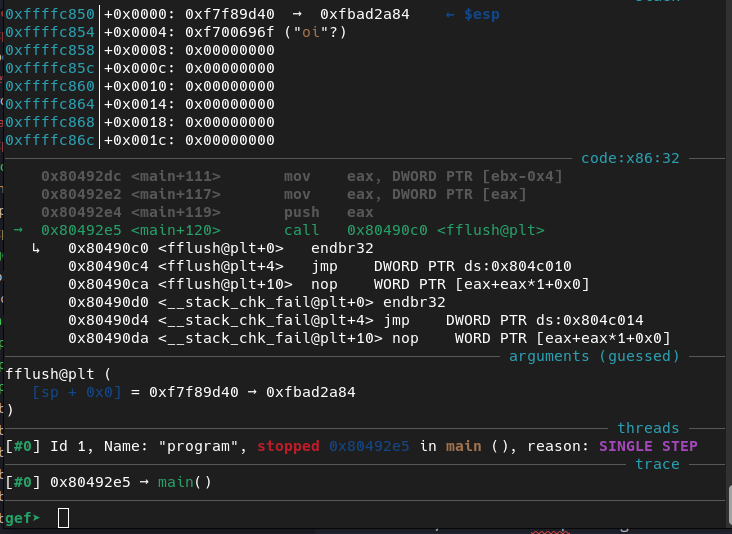 0xffffc850│+0x0000: 0xf7f89d40  →  0xfbad2a84    ← $esp
0xffffc854│+0x0004: 0xf700696f ("oi"?)
0xffffc858│+0x0008: 0x00000000
0xffffc85c│+0x000c: 0x00000000
0xffffc860│+0x0010: 0x00000000
0xffffc864│+0x0014: 0x00000000
0xffffc868│+0x0018: 0x00000000
0xffffc86c│+0x001c: 0x00000000
code:x86:32
0x80492dc <main+111>       mov    eax, DWORD PTR [ebx-0x4]
0x80492e2 <main+117>       mov    eax, DWORD PTR [eax]
0x80492e4 <main+119>       push   eax
→  0x80492e5 <main+120>       call   0x80490c0 <fflush@plt>
↳   0x80490c0 <fflush@plt+0>   endbr32
0x80490c4 <fflush@plt+4>   jmp    DWORD PTR ds:0x804c010
0x80490ca <fflush@plt+10>  nop    WORD PTR [eax+eax*1+0x0]
0x80490d0 <__stack_chk_fail@plt+0> endbr32
0x80490d4 <__stack_chk_fail@plt+4> jmp    DWORD PTR ds:0x804c014
0x80490da <__stack_chk_fail@plt+10> nop    WORD PTR [eax+eax*1+0x0]
arguments (guessed)
fflush@plt (
[sp + 0x0] = 0xf7f89d40 → 0xfbad2a84
)
threads
[#0] Id 1, Name: "program", stopped 0x80492e5 in main (), reason: SINGLE STEP
trace
[#0] 0x80492e5 → main()
gef➤